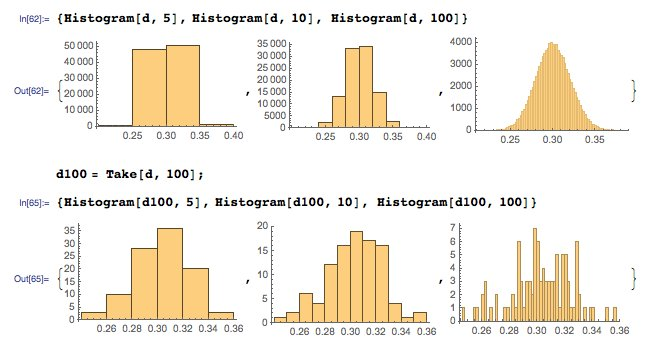 In[62]:= {Histogram[d, 5], Histogram[d, 10], Histogram[d, 100]}
50 000 35 000 4000
40 000 30 000 3000
30 000 25 000 2000
20 000 20 000 1000
10 000 15 000 0
0 10 000
5000
0
Out[62]= { , , }
0.25 0.30 0.35 0.40 0.25 0.30 0.35 0.40 0.25 0.30 0.35
d100 = Take[d, 100];
In[65]:= {Histogram[d100, 5], Histogram[d100, 10], Histogram[d100, 100]}
35 20 7
30 15 6
25 10 5
20 5 4
15 0 3
10 2
5 1
0 0
Out[65]= { , , }
0.26 0.28 0.30 0.32 0.34 0.36 0.26 0.28 0.30 0.32 0.34 0.36 0.26 0.28 0.30 0.32 0.34 0.36